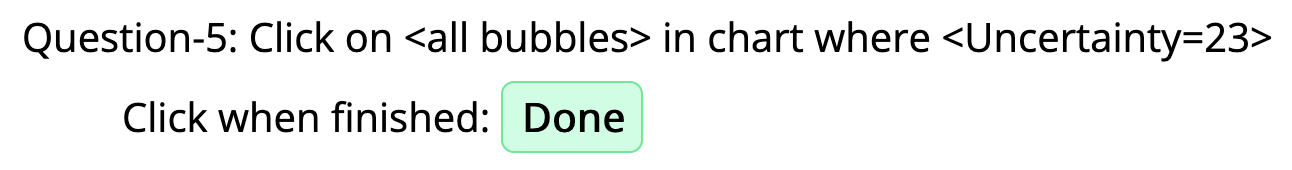 Question-5: Click on <all bubbles> in chart where <Uncertainty=23>
Click when finished: Done